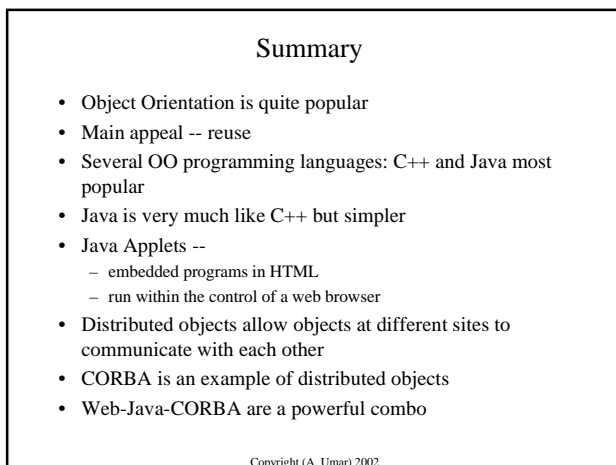 Summary
• Object Orientation is quite popular
• Main appeal -- reuse
• Several OO programming languages: C++ and Java most
popular
• Java is very much like C++ but simpler
• Java Applets --
– embedded programs in HTML
– run within the control of a web browser
• Distributed objects allow objects at different sites to
communicate with each other
• CORBA is an example of distributed objects
• Web-Java-CORBA are a powerful combo
Copyright (A. Umar) 2002